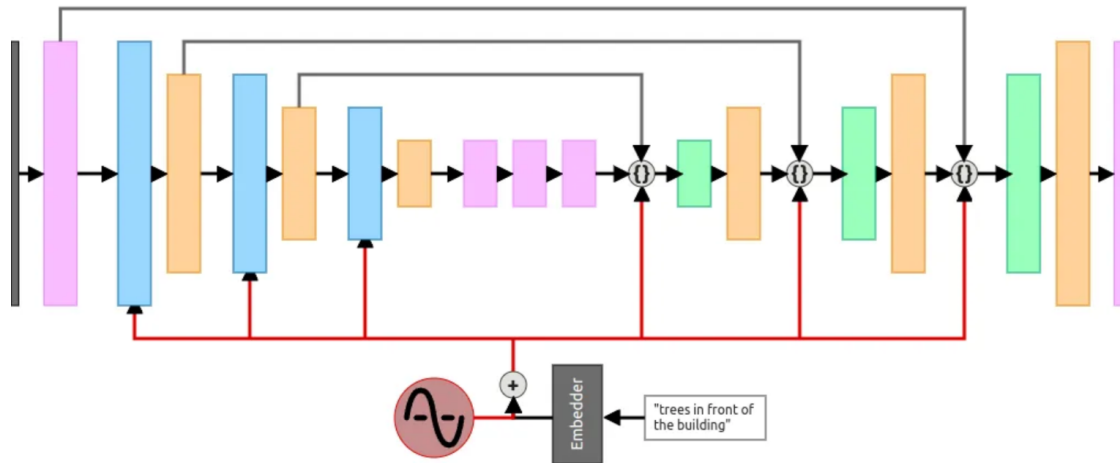 {}
{}
{}
+
Embedder
"trees in front of
the building"